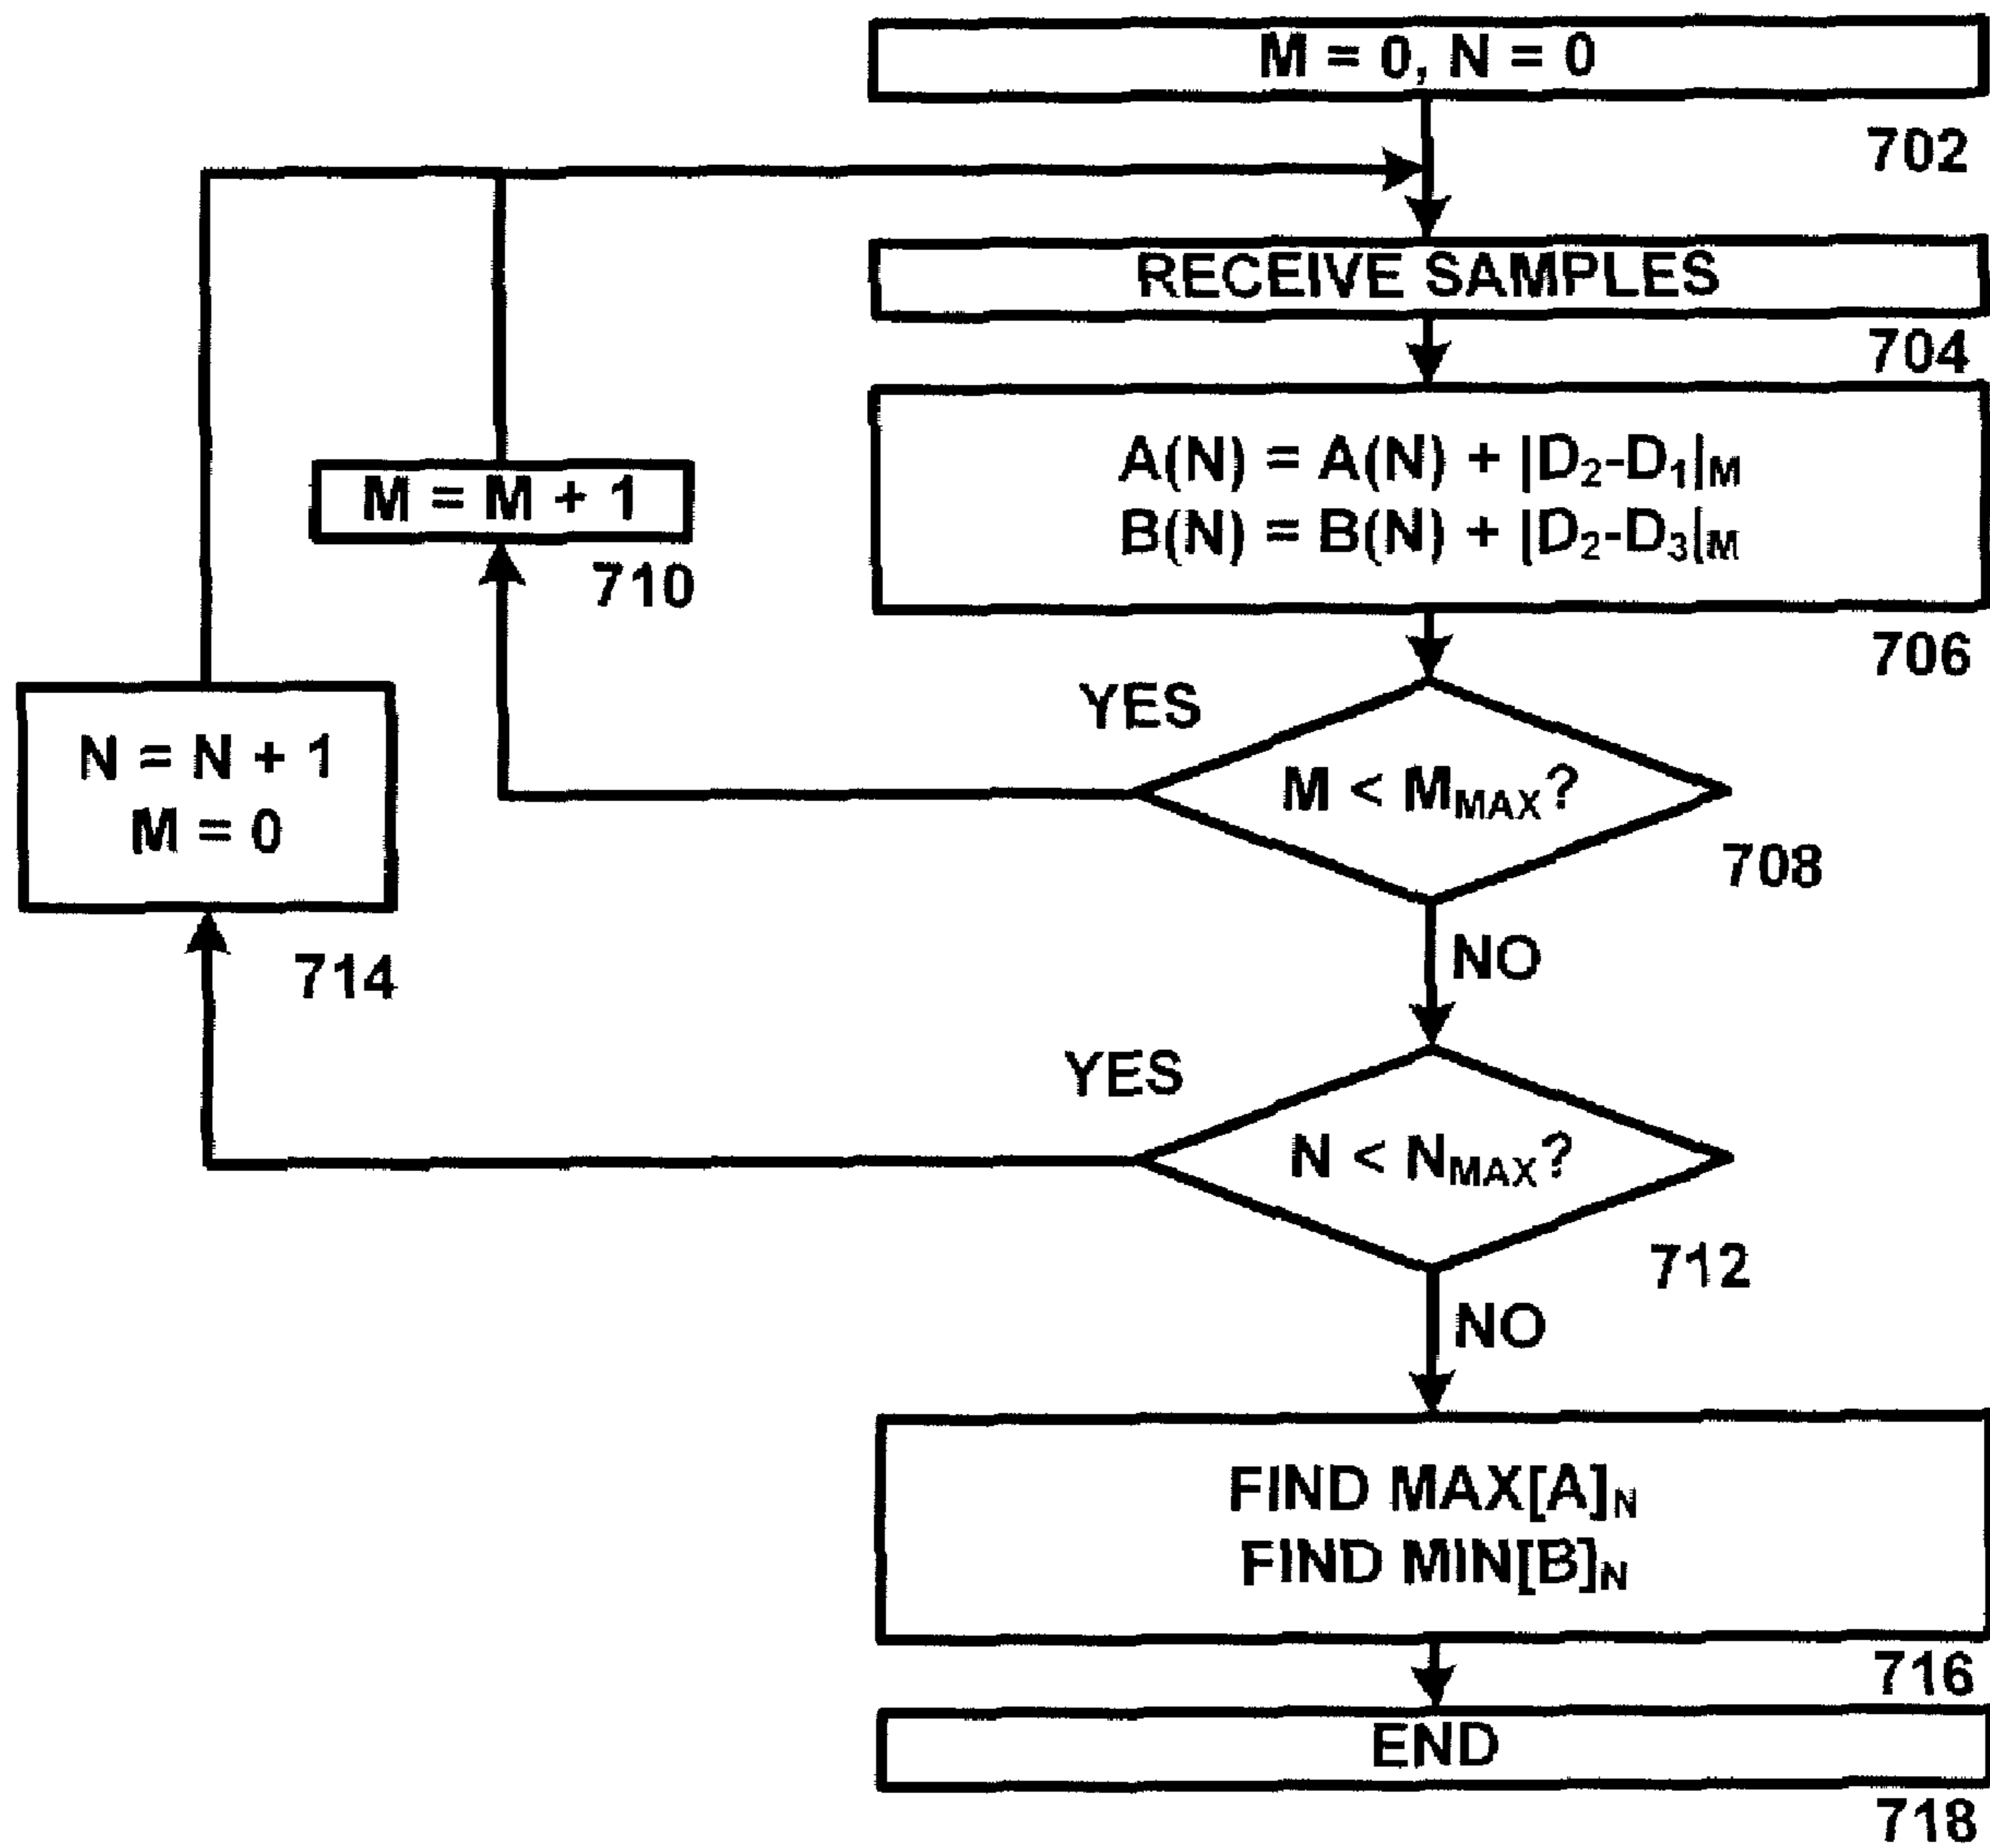 M = 0, N = 0
702
RECEIVE SAMPLES
704
A(N) = A(N) + |D₂-D₁|M
B(N) = B(N) + |D₂-D₃|M
706
M = M + 1
710
YES
M < MMAX?
708
N = N + 1
M = 0
714
NO
YES
N < NMAX?
712
NO
FIND MAX[A]N
FIND MIN[B]N
716
END
718